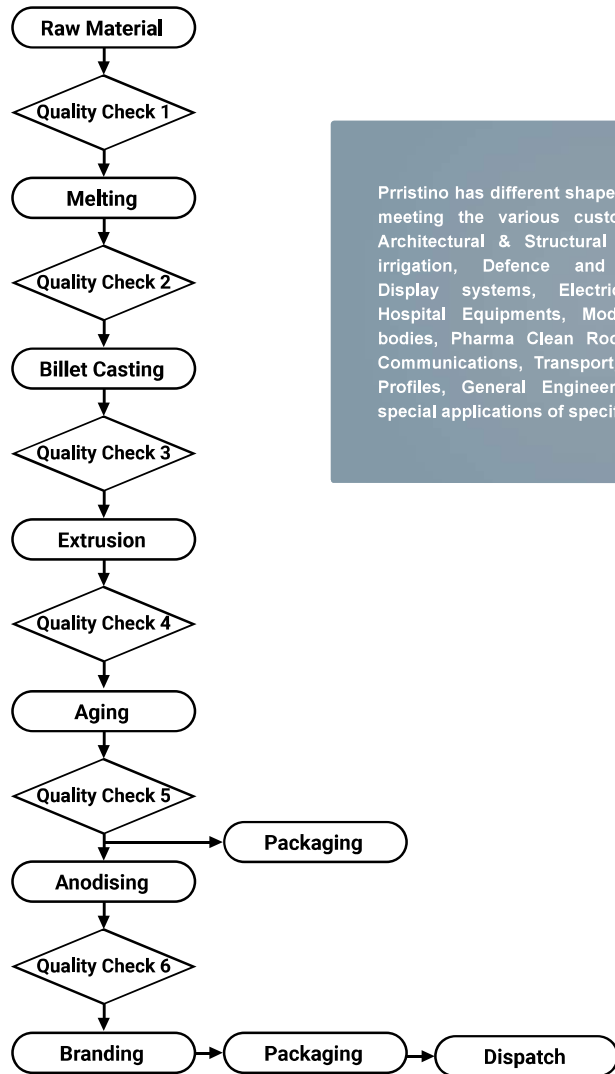 Raw Material
Quality Check 1
Melting
Quality Check 2
Billet Casting
Quality Check 3
Extrusion
Quality Check 4
Aging
Quality Check 5
Packaging
Anodising
Quality Check 6
Branding
Packaging
Dispatch
Prristino has different shape
meeting the various custo
Architectural & Structural
irrigation, Defence and
Display systems, Electric
Hospital Equipments, Mod
bodies, Pharma Clean Roo
Communications, Transport
Profiles, General Engineer
special applications of specif